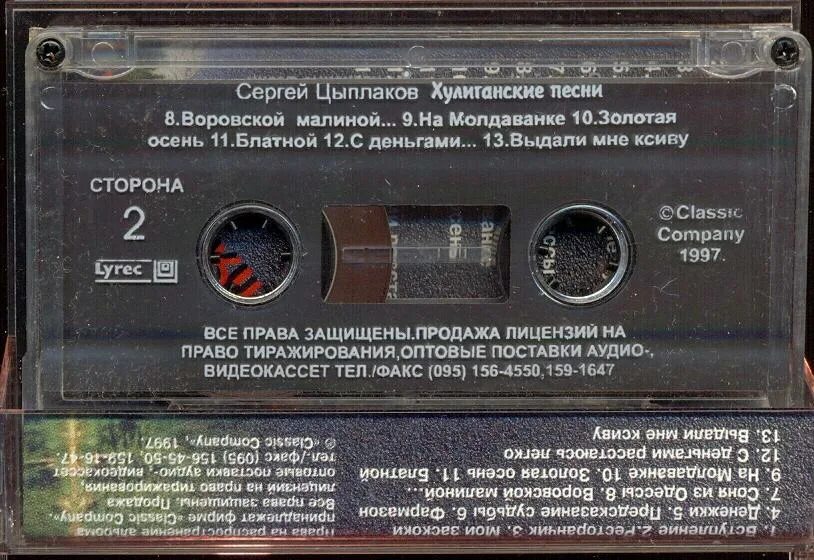 Сергей Цыплаков Хулиганские песни
8.Воровской малиной... 9.На Молдаванке 10.Золотая
осень 11.Блатной 12.С деньгами... 13.Выдали мне ксиву
СТОРОНА
2
Lyrec
©Classic
Company
1997.
ВСЕ ПРАВА ЗАЩИЩЕНЫ.ПРОДАЖА ЛИЦЕНЗИЙ НА
ПРАВО ТИРАЖИРОВАНИЯ,ОПТОВЫЕ ПОСТАВКИ АУДИО-,
ВИДЕОКАССЕТ ТЕЛ./ФАКС (095) 156-4550,159-1647
1. Вступление 2.Ресторанчик 3. Мои заскоки
4. Денежки 5. Предсказание судьбы 6. Фармазон
7. Соня из Одессы 8. Воровской малиной...
9. На Молдаванке 10. Золотая осень 11. Блатной
12. С деньгами расстаюсь легко
13. Выдали мне ксиву
Права на распространение альбома
принадлежат фирме «Classic Company».
Все права защищены. Продажа
лицензий на право тиражирования,
оптовые поставки аудио-, видеокассет
тел./факс (095) 156-45-50, 159-16-47.
© «Classic Company», 1997.